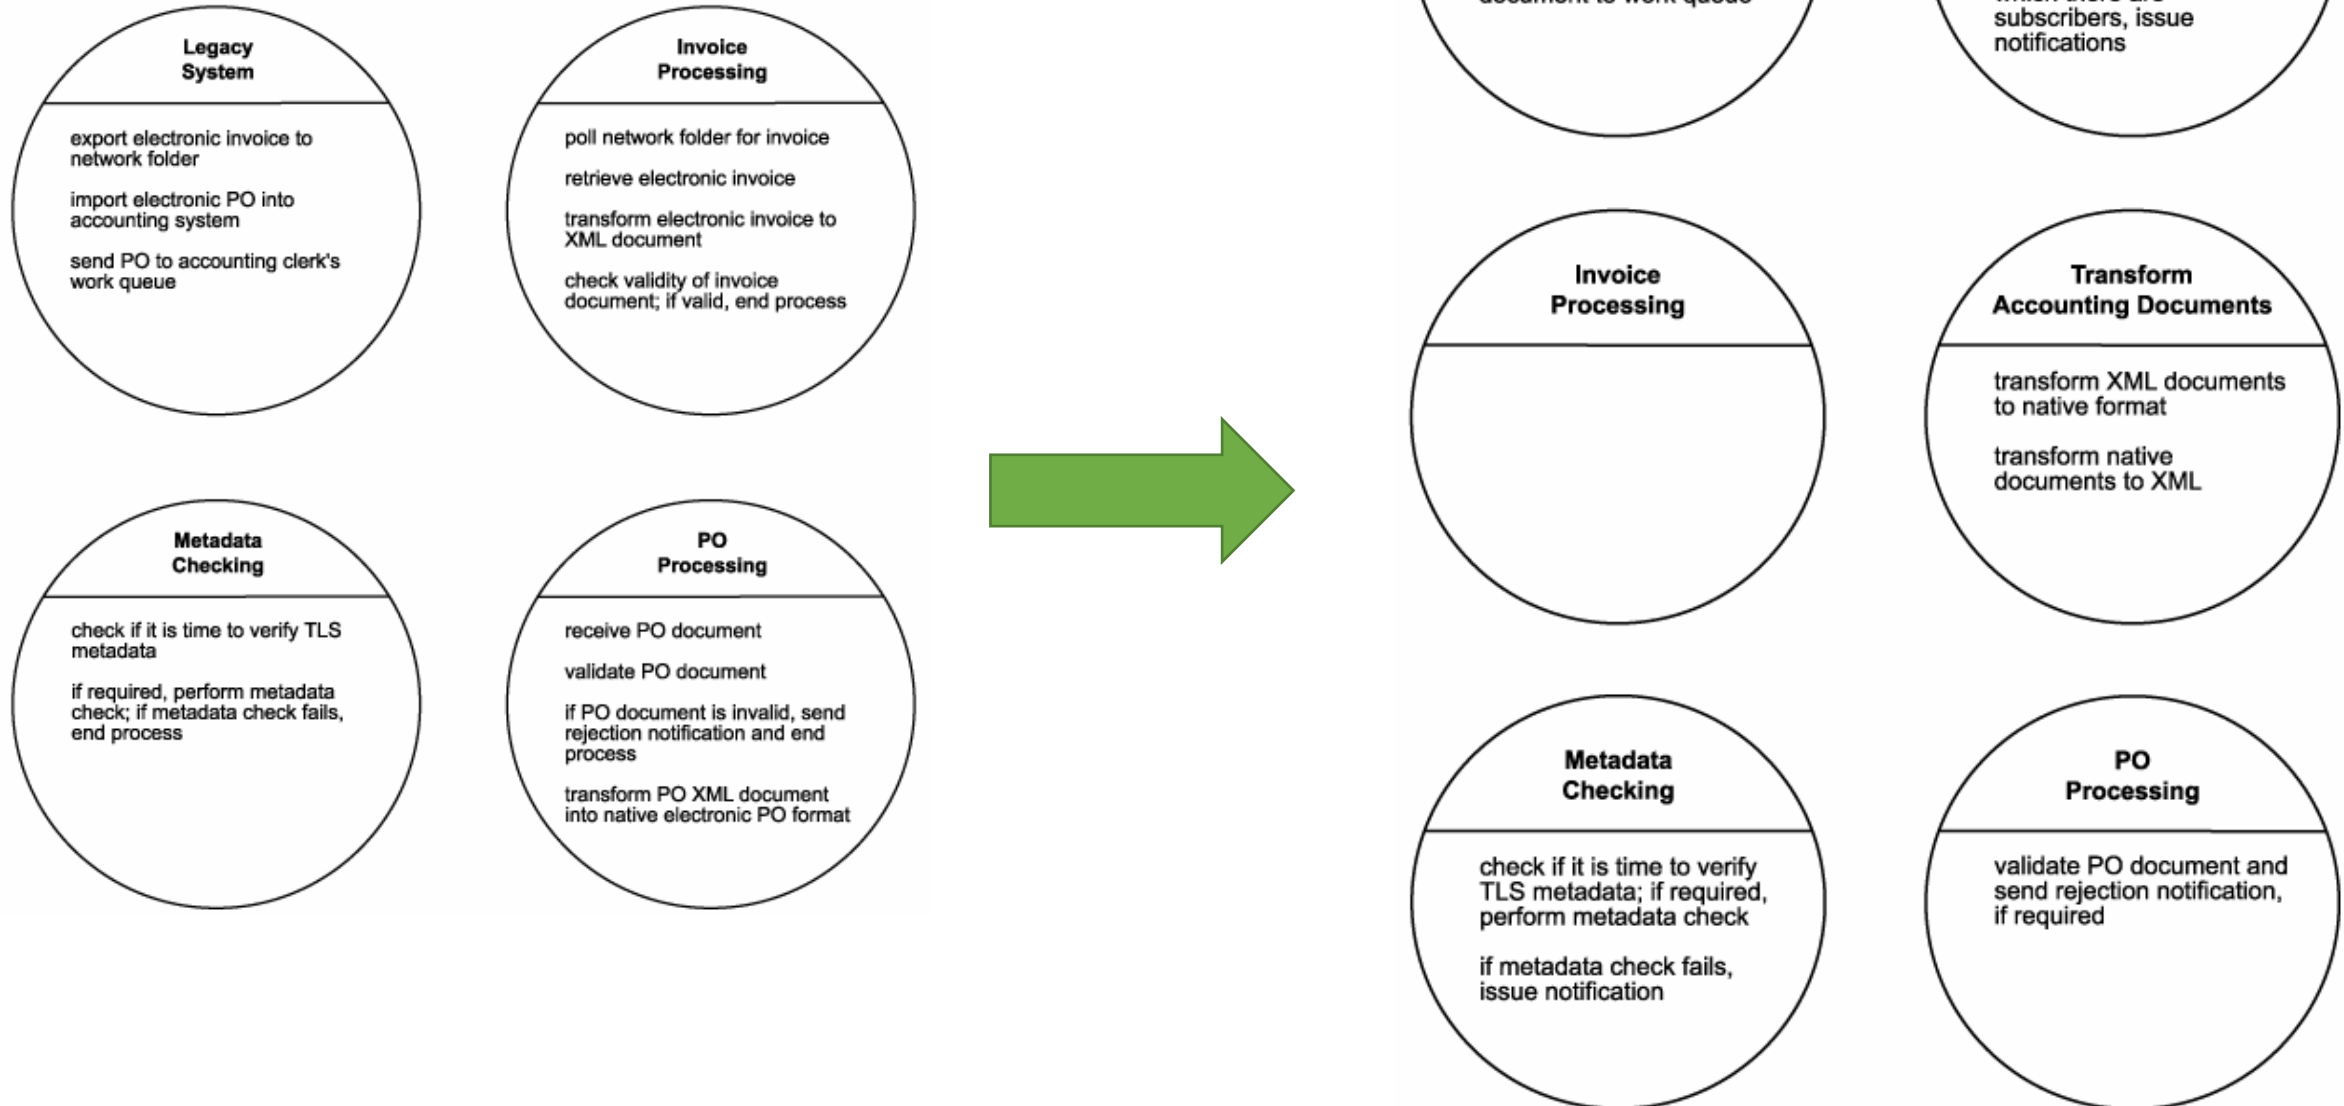 Legacy
System
export electronic invoice to
network folder
import electronic PO into
accounting system
send PO to accounting clerk's
work queue
Invoice
Processing
poll network folder for invoice
retrieve electronic invoice
transform electronic invoice to
XML document
check validity of invoice
document; if valid, end process
Metadata
Checking
check if it is time to verify TLS
metadata
if required, perform metadata
check; if metadata check fails,
end process
PO
Processing
receive PO document
validate PO document
if PO document is invalid, send
rejection notification and end
process
transform PO XML document
into native electronic PO format
document to work queue
which there are
subscribers, issue
notifications
Invoice
Processing
Transform
Accounting Documents
transform XML documents
to native format
transform native
documents to XML
Metadata
Checking
check if it is time to verify
TLS metadata; if required,
perform metadata check
if metadata check fails,
issue notification
PO
Processing
validate PO document and
send rejection notification,
if required